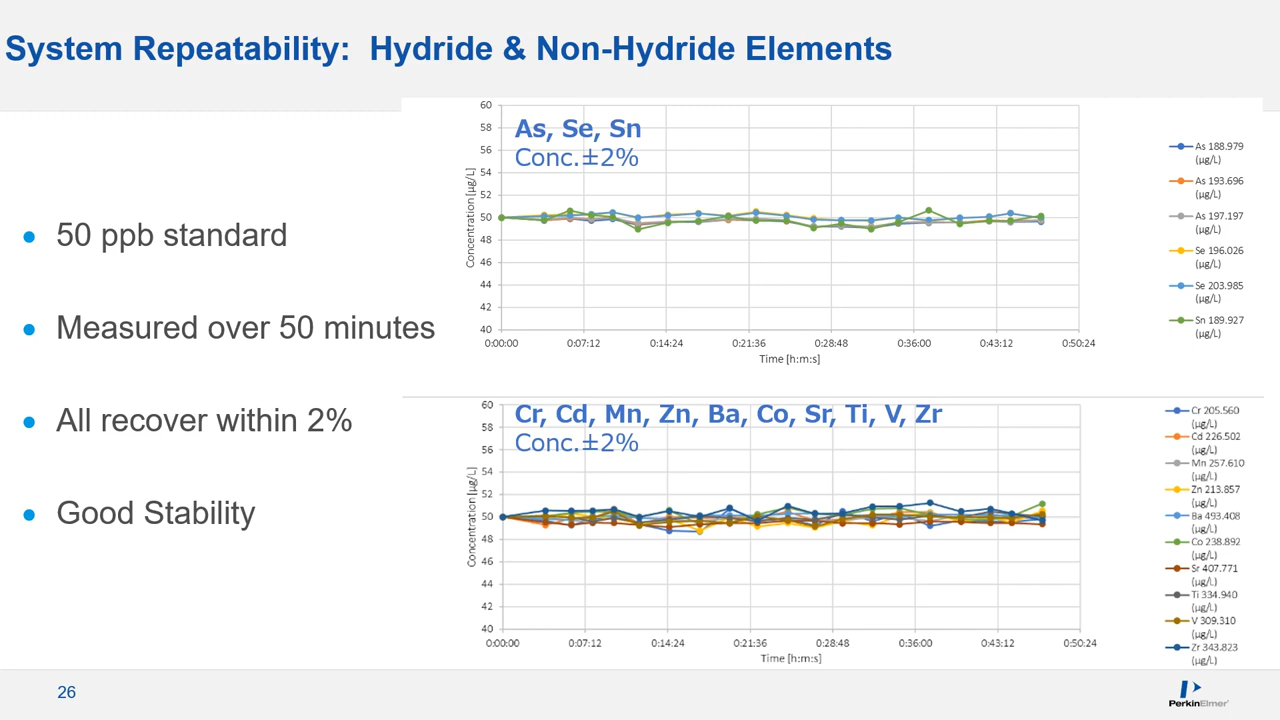 System Repeatability:  Hydride & Non-Hydride Elements
50 ppb standard
Measured over 50 minutes
All recover within 2%
Good Stability
As, Se, Sn
Conc.±2%
Concentration [µg/L]
60
58
56
54
52
50
48
46
44
42
40
0:00:00 0:07:12 0:14:24 0:21:36 0:28:48 0:36:00 0:43:12 0:50:24
Time [h:m:s]
As 188.979
(µg/L)
As 193.696
(µg/L)
As 197.197
(µg/L)
Se 196.026
(µg/L)
Se 203.985
(µg/L)
Sn 189.927
(µg/L)
Cr, Cd, Mn, Zn, Ba, Co, Sr, Ti, V, Zr
Conc.±2%
Concentration [µg/L]
60
58
56
54
52
50
48
46
44
42
40
0:00:00 0:07:12 0:14:24 0:21:36 0:28:48 0:36:00 0:43:12 0:50:24
Time [h:m:s]
Cr 205.560
(µg/L)
Cd 226.502
(µg/L)
Mn 257.610
(µg/L)
Zn 213.857
(µg/L)
Ba 493.408
(µg/L)
Co 238.892
(µg/L)
Sr 407.771
(µg/L)
Ti 334.940
(µg/L)
V 309.310
(µg/L)
Zr 343.823
(µg/L)
26
PerkinElmer